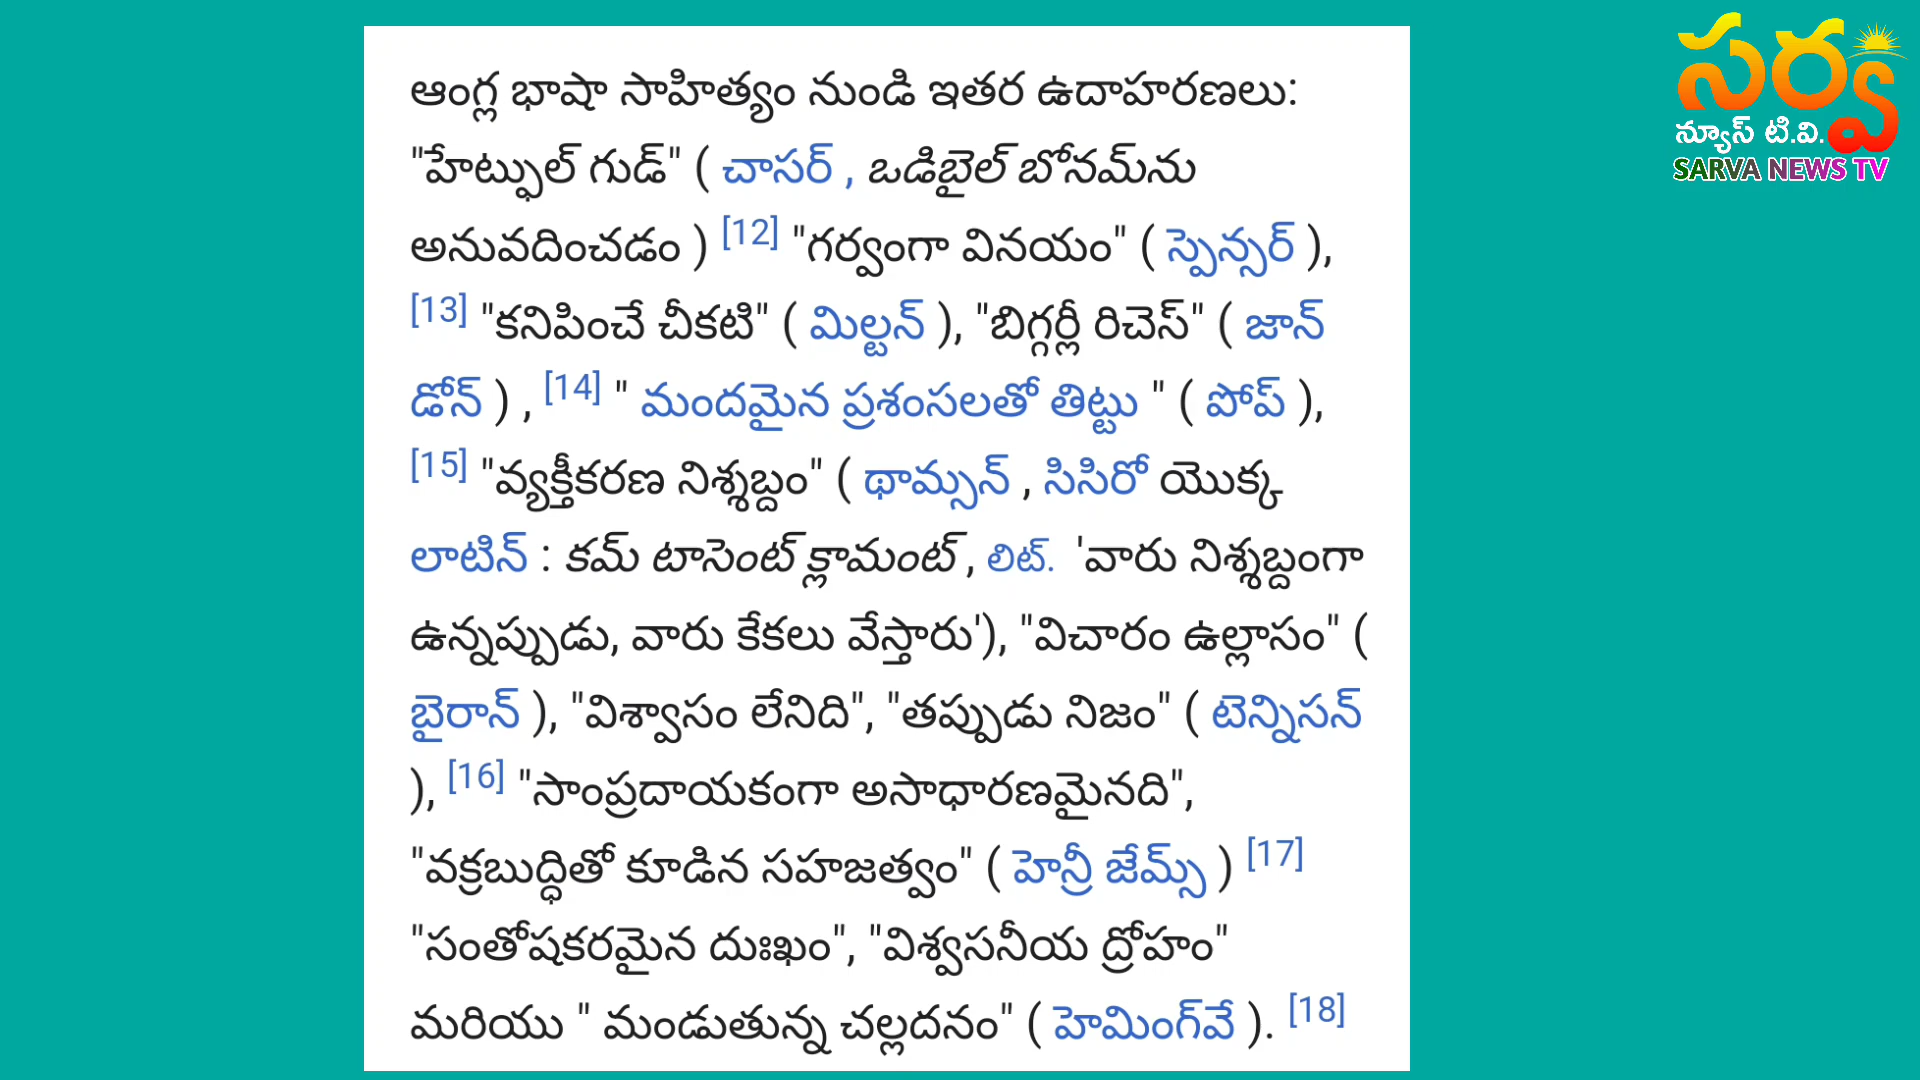 ఆంగ్ల భాషా సాహిత్యం నుండి ఇతర ఉదాహరణలు:
"హేట్ఫుల్ గుడ్" ( చాసర్ , ఒడిబైల్ బోనమ్‌ను
అనువదించడం ) [12] "గర్వంగా వినయం" ( స్పెన్సర్ ),
[13] "కనిపించే చీకటి" ( మిల్టన్ ), "బిగ్గర్లీ రిచెస్" ( జాన్
డోన్ ) , [14] " మందమైన ప్రశంసలతో తిట్టు " ( పోప్ ),
[15] "వ్యక్తీకరణ నిశ్శబ్దం" ( థామ్సన్ , సిసిరో యొక్క
లాటిన్ : కమ్ టాసెంట్ క్లామంట్ , లిట్. 'వారు నిశ్శబ్దంగా
ఉన్నప్పుడు, వారు కేకలు వేస్తారు'), "విచారం ఉల్లాసం" (
బైరాన్ ), "విశ్వాసం లేనిది", "తప్పుడు నిజం" ( టెన్నిసన్
), [16] "సాంప్రదాయకంగా అసాధారణమైనది",
"వక్రబుద్ధితో కూడిన సహజత్వం" ( హెన్రీ జేమ్స్ ) [17]
"సంతోషకరమైన దుఃఖం", "విశ్వసనీయ ద్రోహం"
మరియు " మండుతున్న చల్లదనం" ( హెమింగ్‌వే ). [18]
సర్వ
న్యూస్ టి.వి.
SARVA NEWS TV